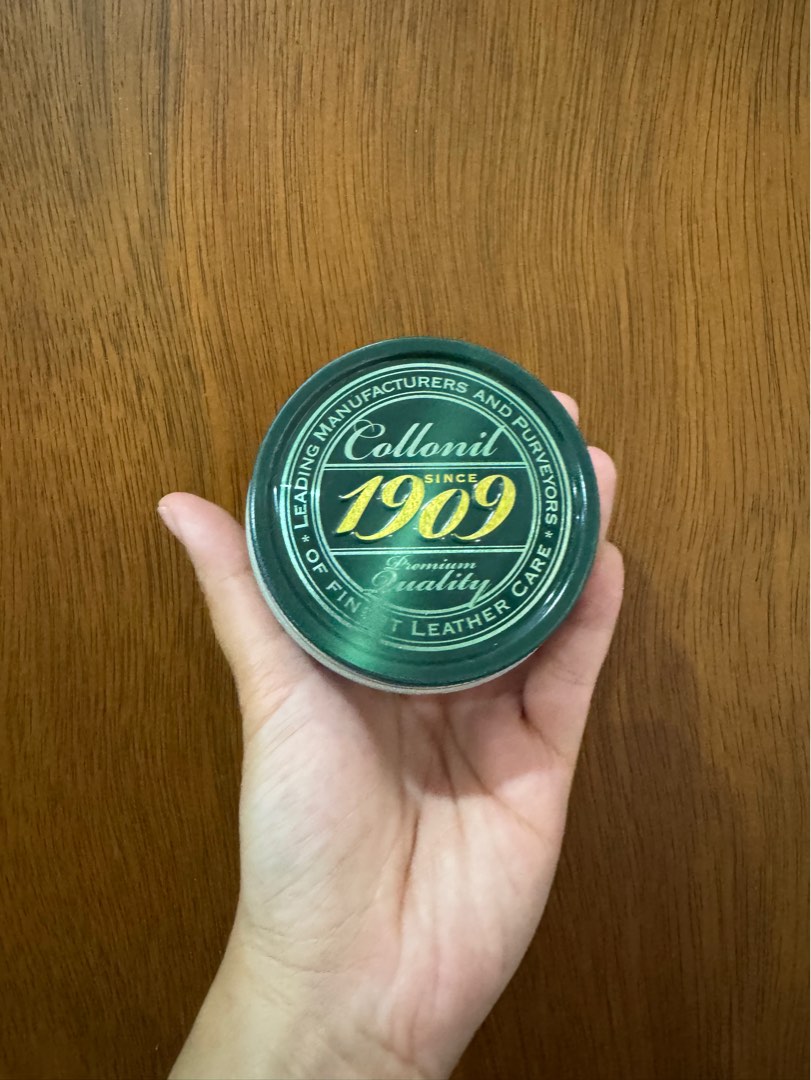 * LEADING MANUFACTURERS AND PURVEYORS *
Collonil
SINCE
1909
Premium
Quality
OF FINEST LEATHER CARE